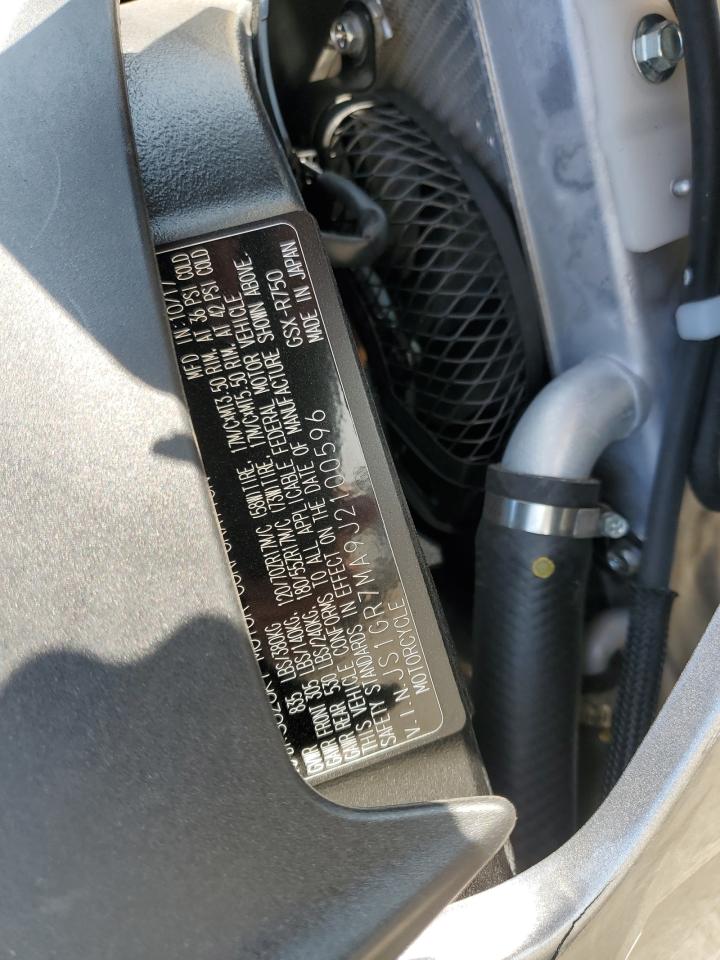 MFD IN:10/17
GVWR 835 LBS/380KG
GAWR FRONT 305 LBS/140KG, 120/70ZR17M/C (58W)TIRE, 17M/C×MT3.50 RIM, AT 36 PSI COLD
GAWR REAR 530 LBS/240KG, 180/55ZR17M/C (73W)TIRE, 17M/C×MT5.50 RIM, AT 42 PSI COLD
THIS VEHICLE CONFORMS TO ALL APPLICABLE FEDERAL MOTOR VEHICLE
SAFETY STANDARDS IN EFFECT ON THE DATE OF MANUFACTURE SHOWN ABOVE.
V.I.N.JS1GR7MA9J2100596 GSX-R750
MOTORCYCLE MADE IN JAPAN